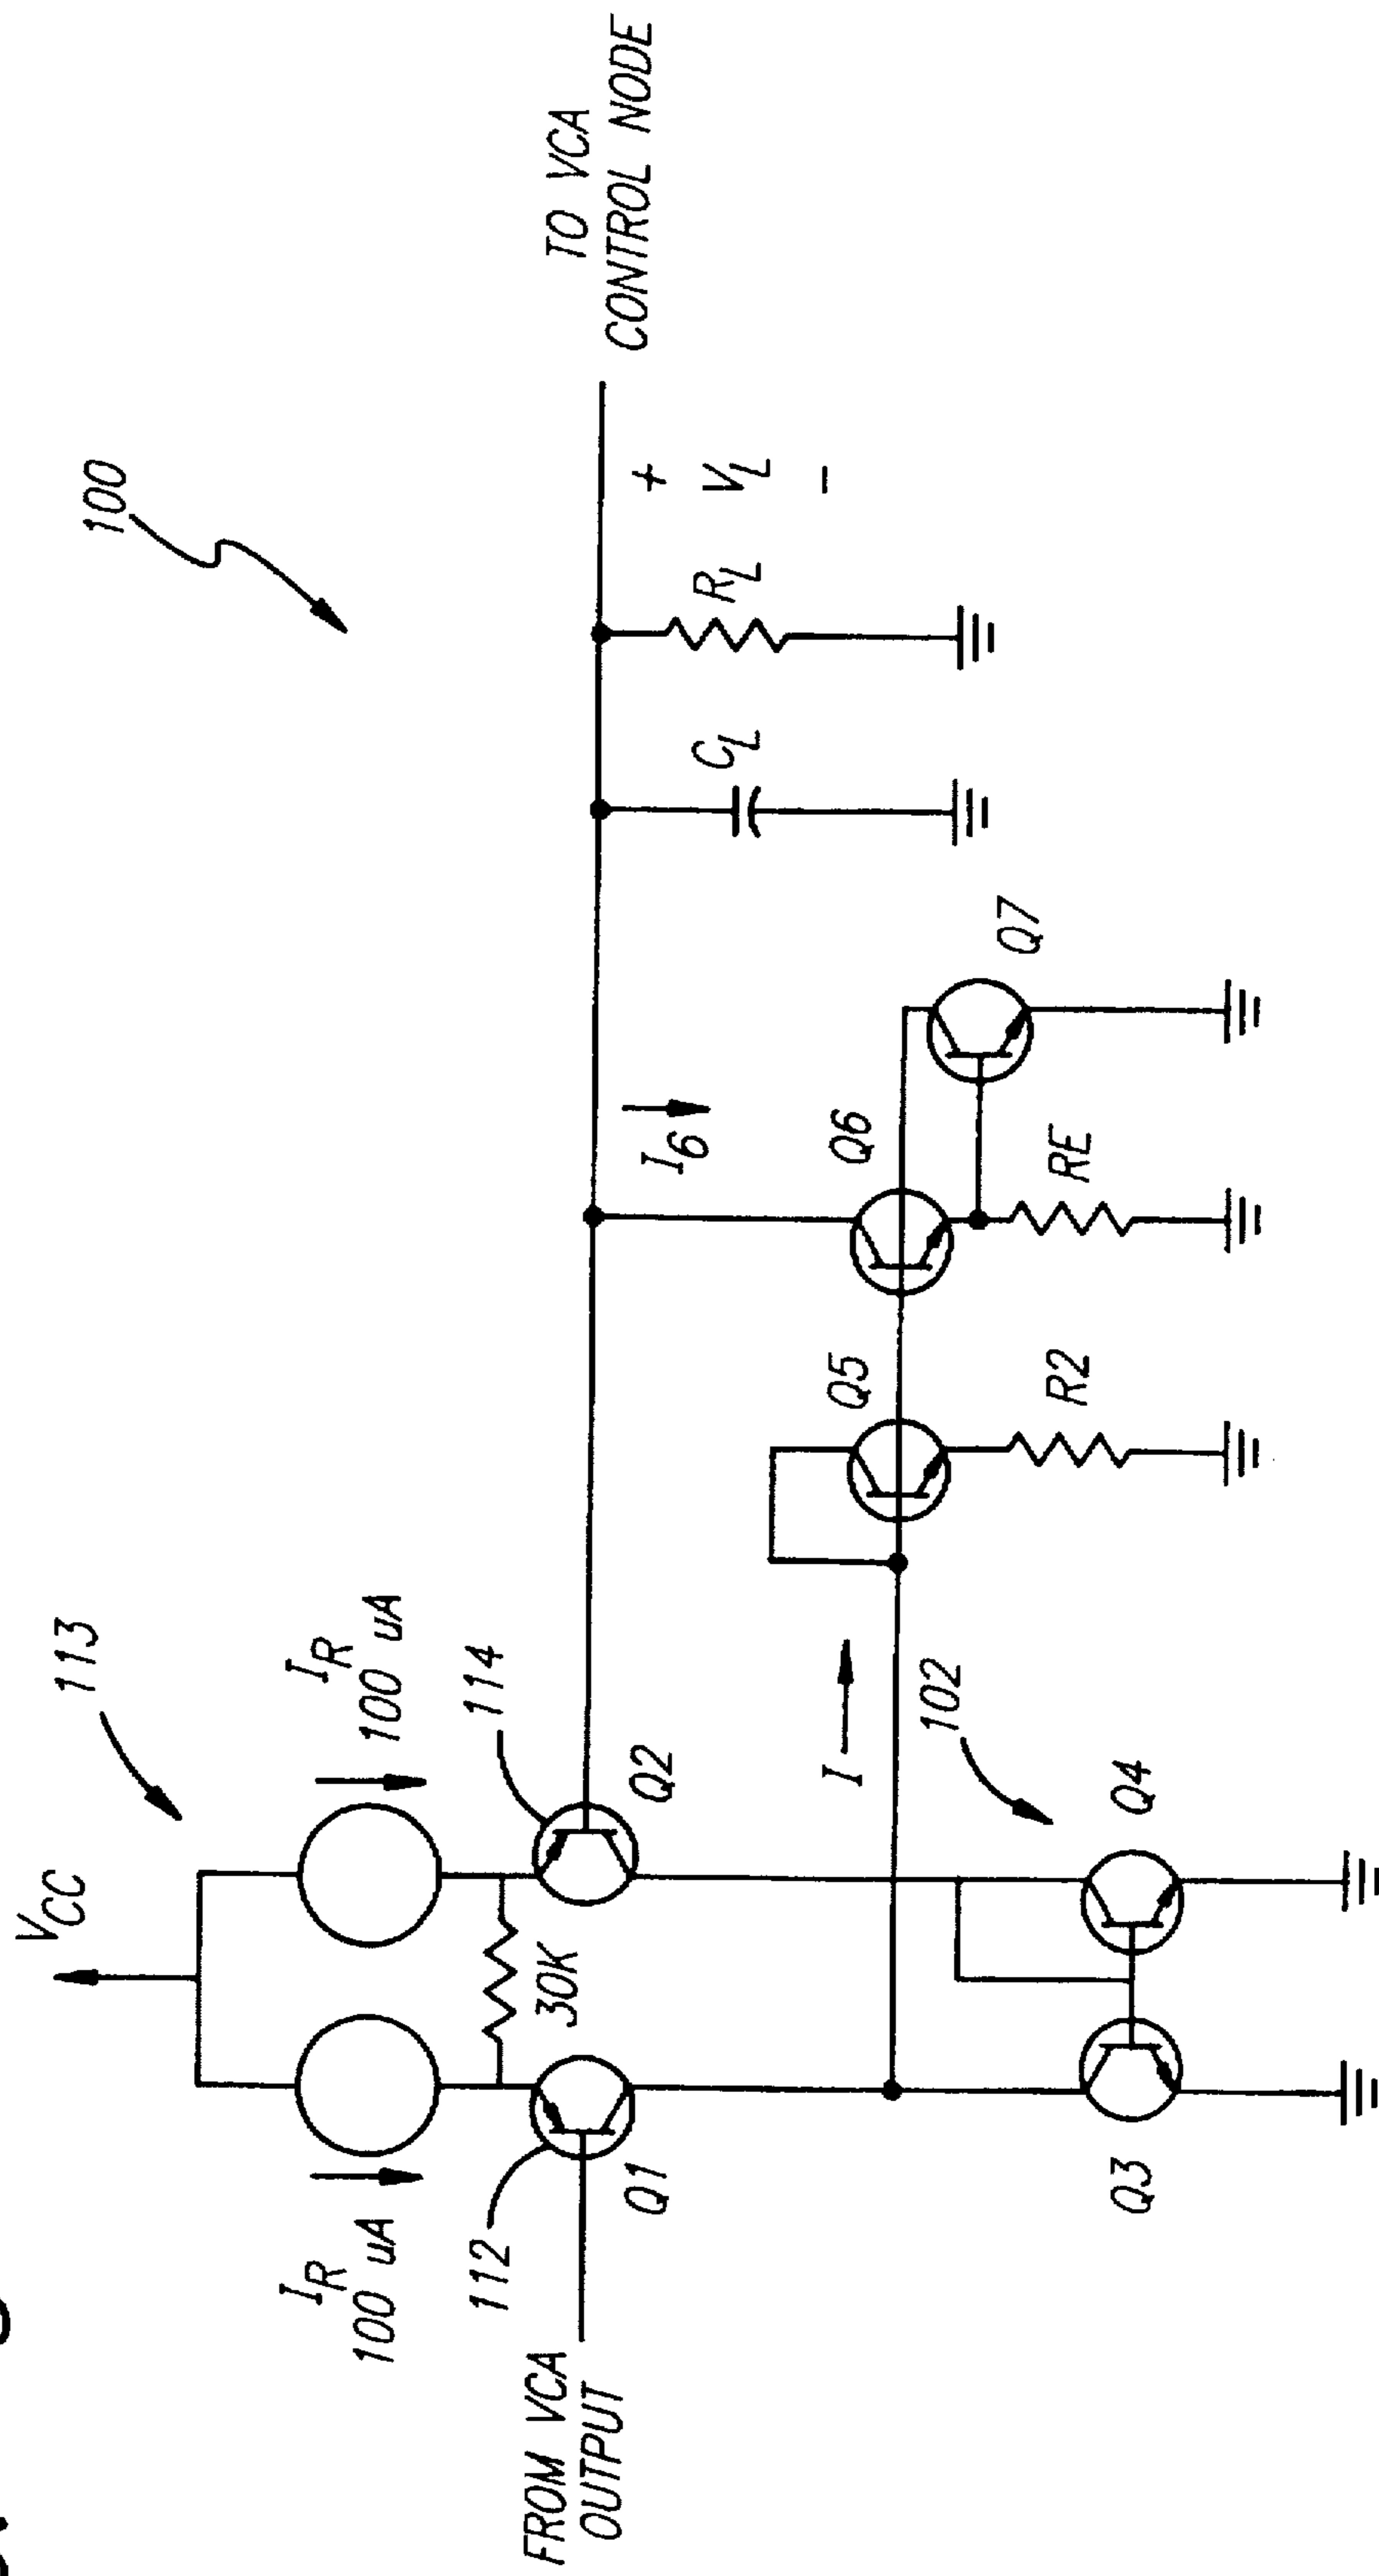 100
113
V_CC
I_R
100 uA
I_R
100 uA
112
114
FROM VCA
OUTPUT
Q1
30K
Q2
TO VCA
CONTROL NODE
I
I_6
+
V_L
−
C_L
R_L
102
Q3
Q4
Q5
R2
Q6
RE
Q7